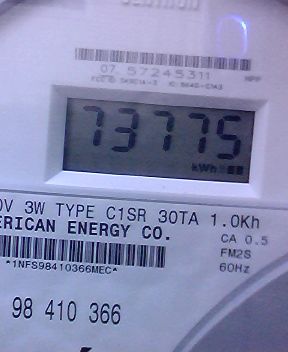 07 57245311
73775
kWh
V 3W TYPE C1SR 30TA 1.0Kh
ERICAN ENERGY CO.
CA 0.5
FM2S
60Hz
*1NFS98410366MEC*
98 410 366